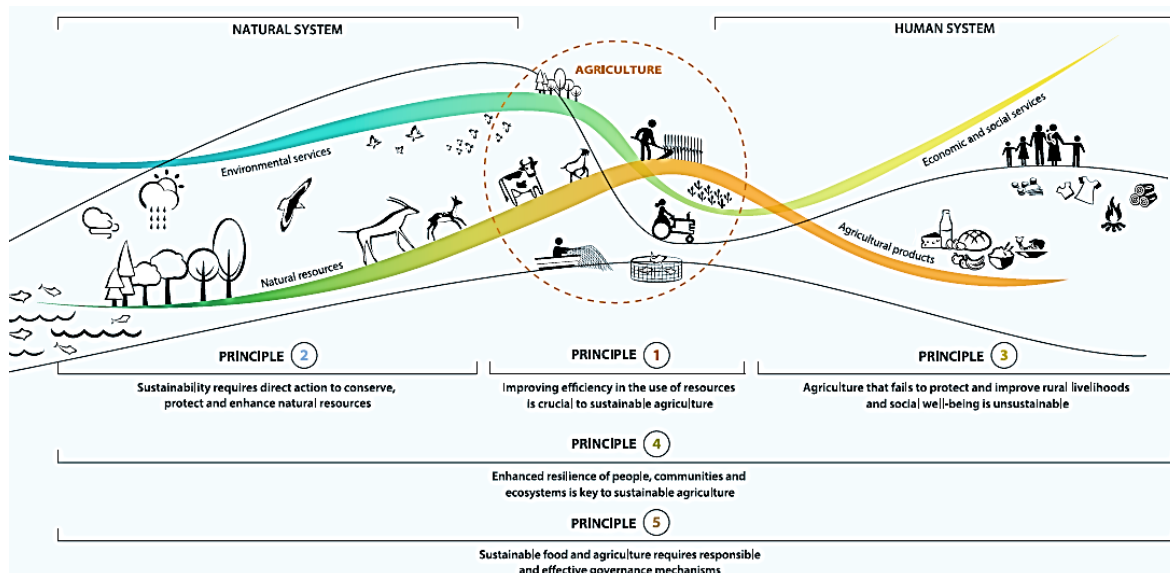 NATURAL SYSTEM
HUMAN SYSTEM
AGRICULTURE
Environmental services
Economic and social services
Natural resources
Agricultural products
PRINCIPLE 2
Sustainability requires direct action to conserve,
protect and enhance natural resources
PRINCIPLE 1
Improving efficiency in the use of resources
is crucial to sustainable agriculture
PRINCIPLE 3
Agriculture that fails to protect and improve rural livelihoods
and social well-being is unsustainable
PRINCIPLE 4
Enhanced resilience of people, communities and
ecosystems is key to sustainable agriculture
PRINCIPLE 5
Sustainable food and agriculture requires responsible
and effective governance mechanisms